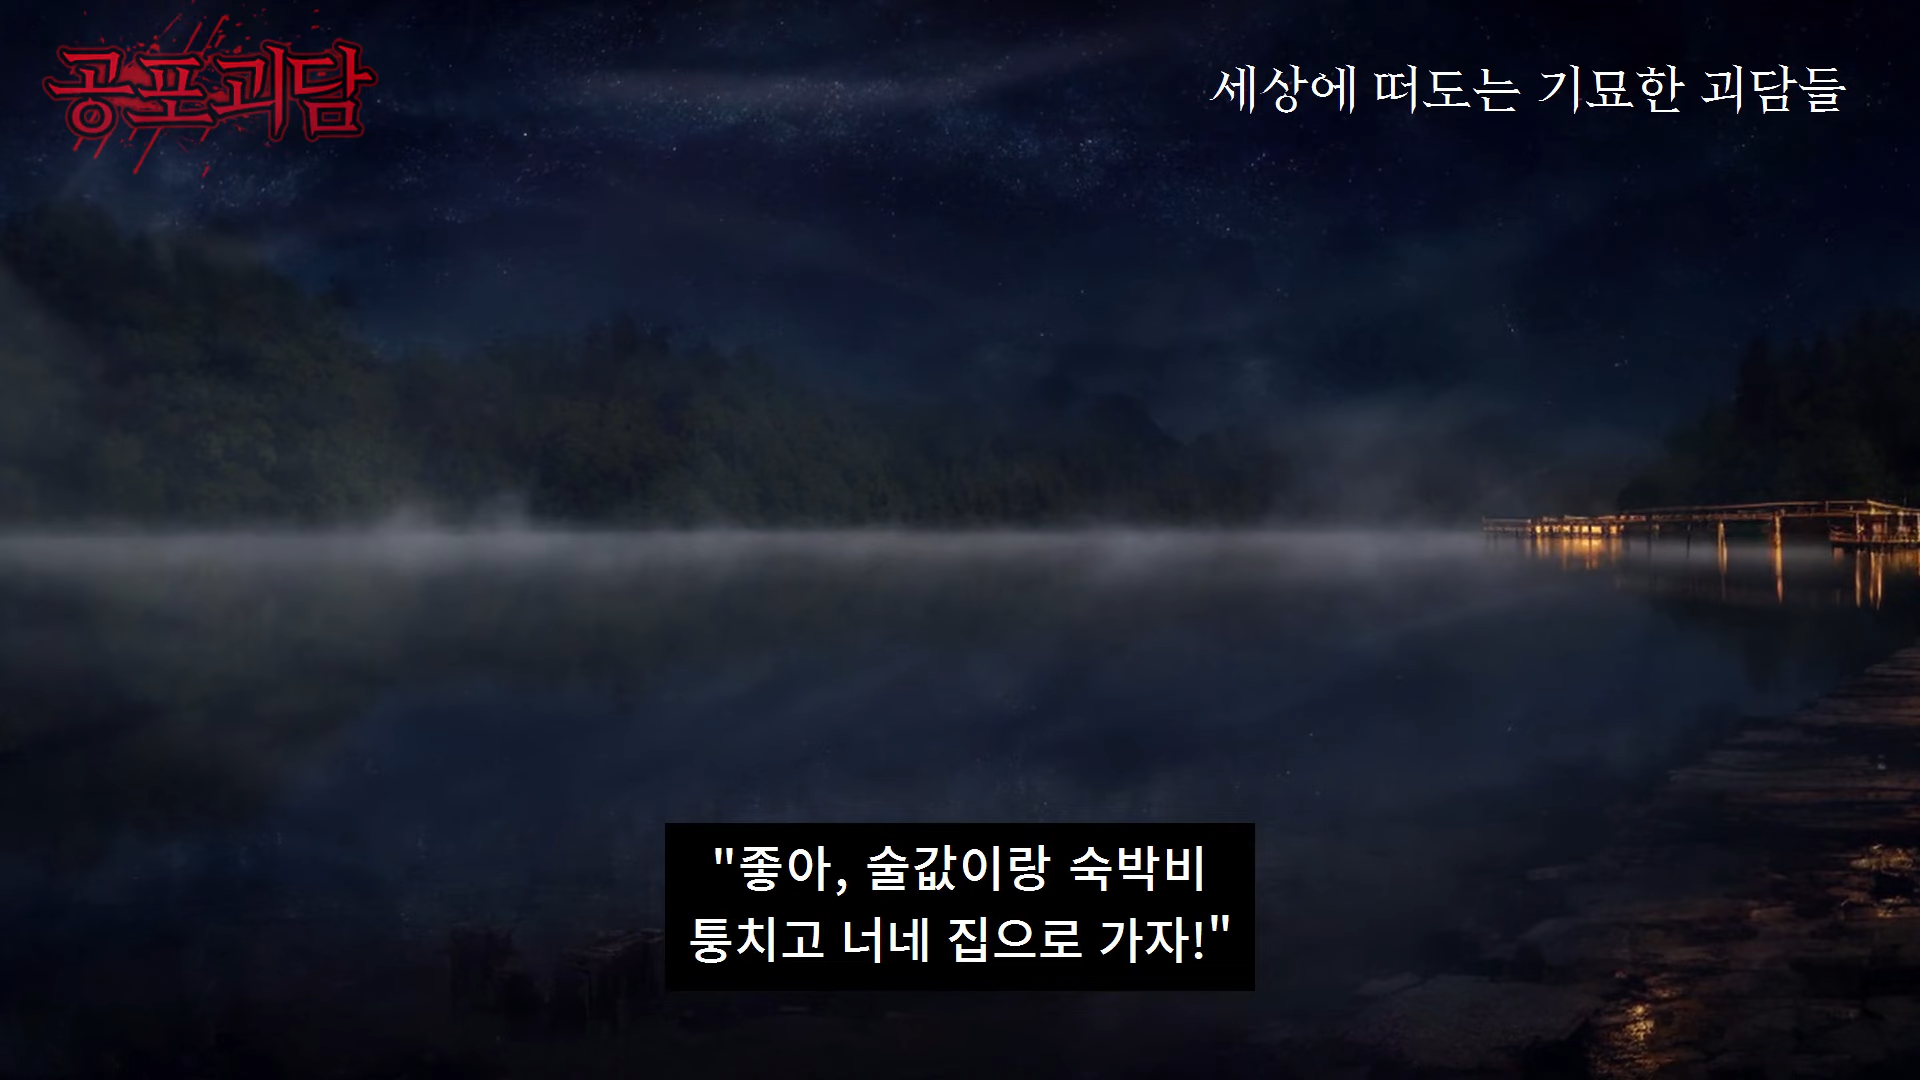 공포괴담
세상에 떠도는 기묘한 괴담들
"좋아, 술값이랑 숙박비
퉁치고 너네 집으로 가자!"